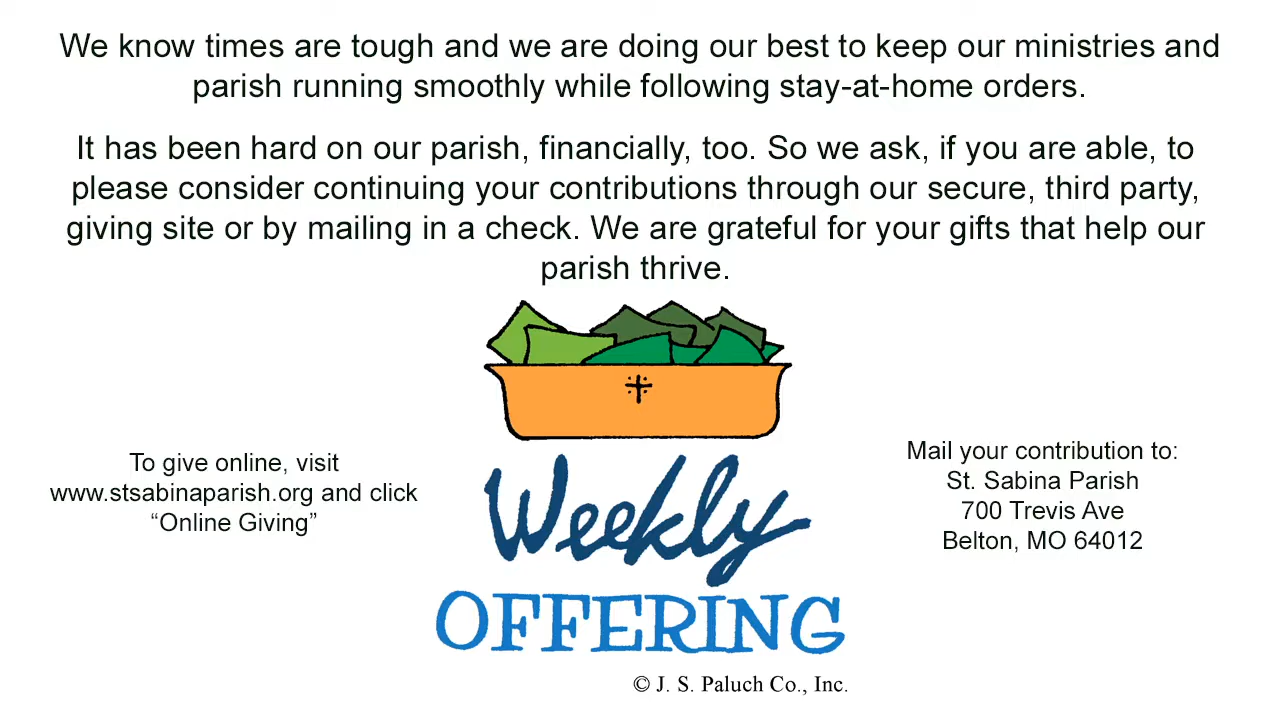 We know times are tough and we are doing our best to keep our ministries and
parish running smoothly while following stay-at-home orders.
It has been hard on our parish, financially, too. So we ask, if you are able, to
please consider continuing your contributions through our secure, third party,
giving site or by mailing in a check. We are grateful for your gifts that help our
parish thrive.
To give online, visit
www.stsabinaparish.org and click
“Online Giving”
Weekly
OFFERING
Mail your contribution to:
St. Sabina Parish
700 Trevis Ave
Belton, MO 64012
© J. S. Paluch Co., Inc.